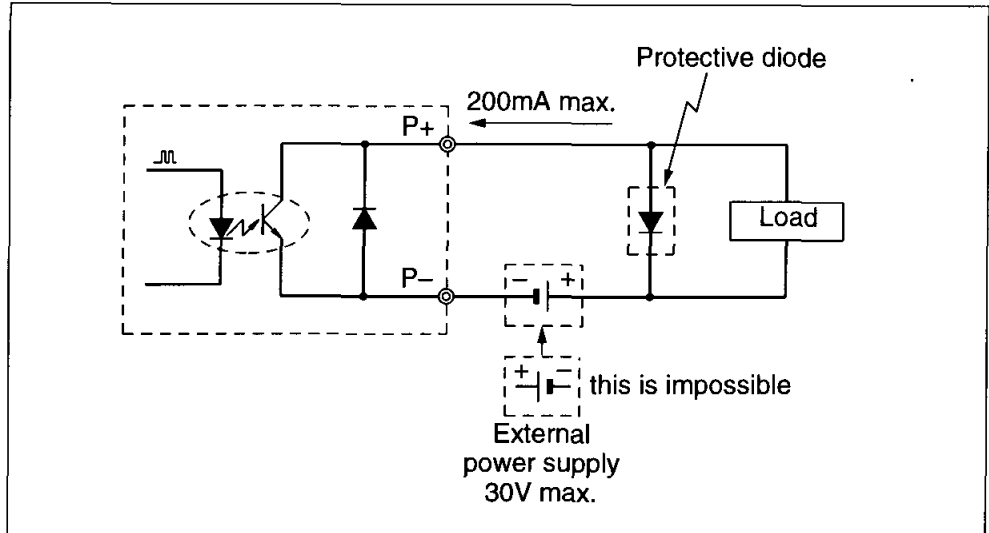 Protective diode
200mA max.
P+
Load
P−
− +
+ − this is impossible
External
power supply
30V max.